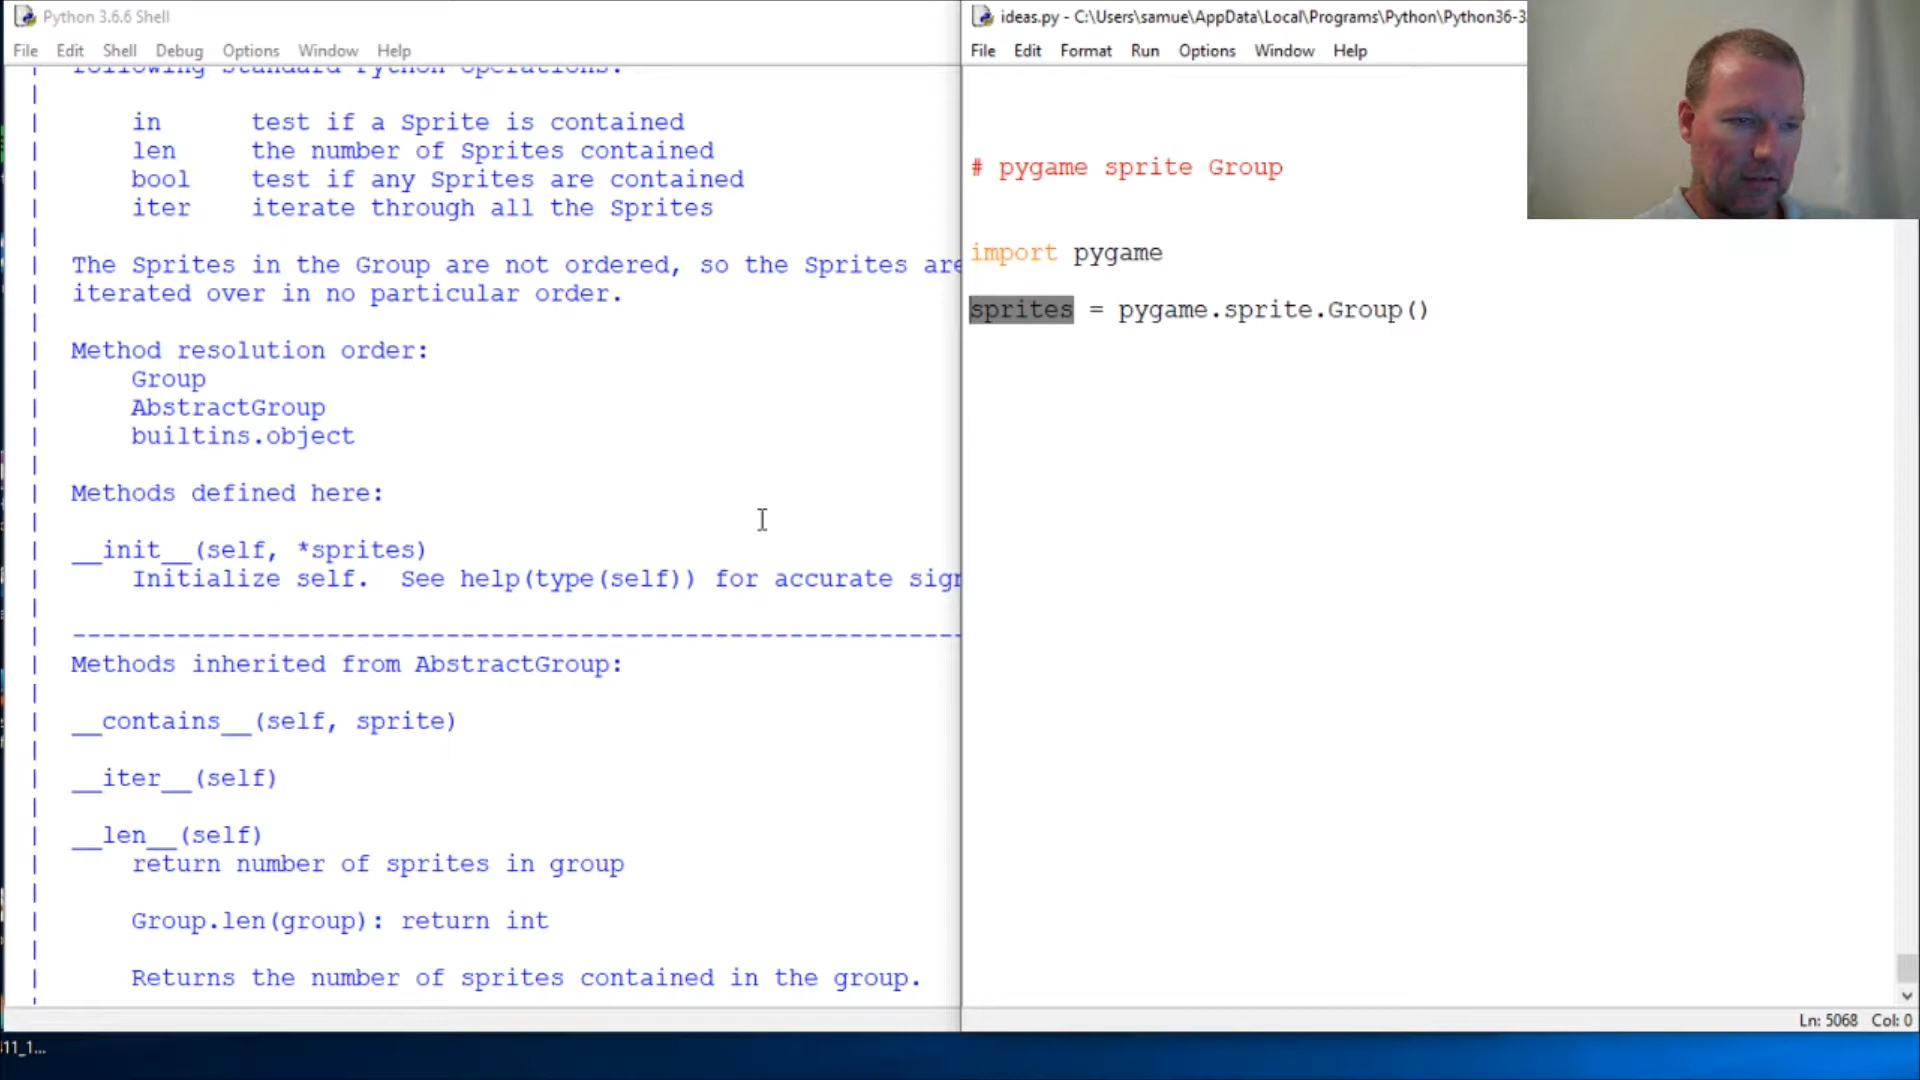 Python 3.6.6 Shell
File Edit Shell Debug Options Window Help
following standard Python operations:
| in test if a Sprite is contained
| len the number of Sprites contained
| bool test if any Sprites are contained
| iter iterate through all the Sprites
|
| The Sprites in the Group are not ordered, so the Sprites are
| iterated over in no particular order.
|
| Method resolution order:
| Group
| AbstractGroup
| builtins.object
|
| Methods defined here:
|
| __init__(self, *sprites)
| Initialize self. See help(type(self)) for accurate sig
|
| ----------------------------------------------------------------------
| Methods inherited from AbstractGroup:
|
| __contains__(self, sprite)
|
| __iter__(self)
|
| __len__(self)
| return number of sprites in group
|
| Group.len(group): return int
|
| Returns the number of sprites contained in the group.
ideas.py - C:\Users\samue\AppData\Local\Programs\Python\Python36-3
File Edit Format Run Options Window Help
# pygame sprite Group
import pygame
sprites = pygame.sprite.Group()
Ln: 5068 Col: 0
11_1...